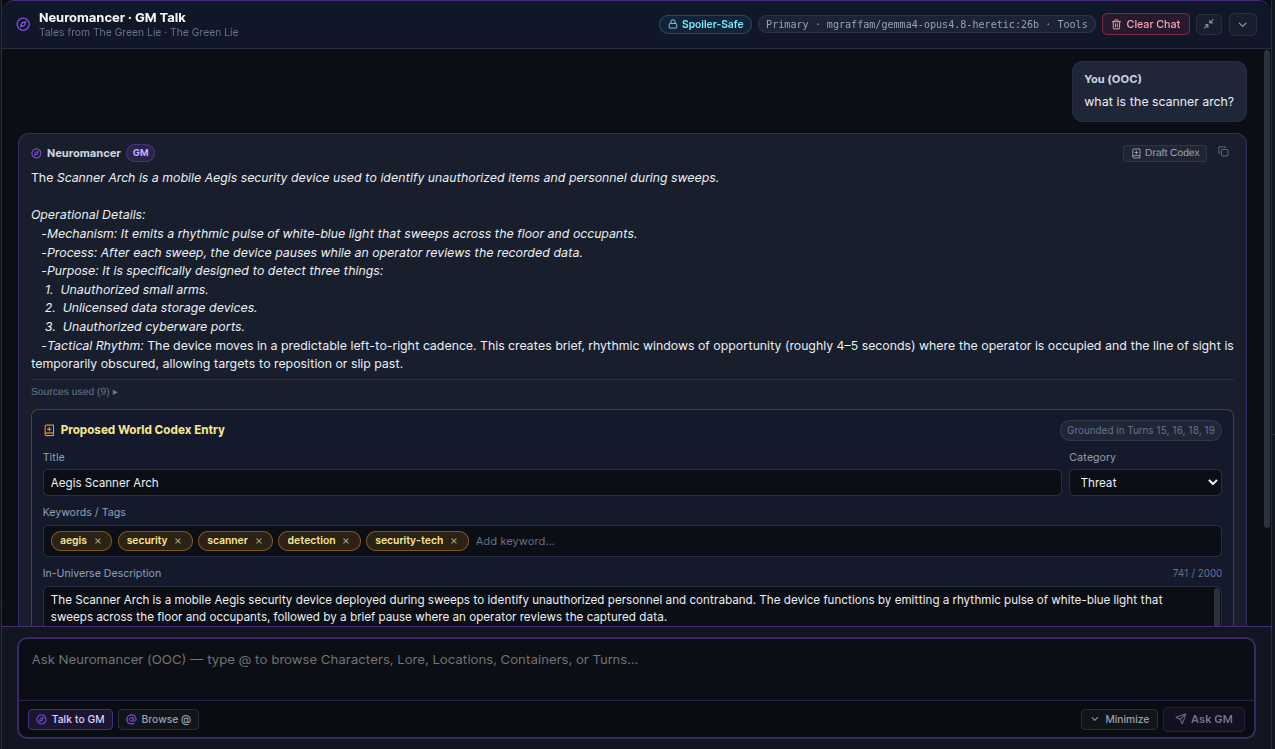 Neuromancer · GM Talk
Tales from The Green Lie · The Green Lie
Spoiler-Safe
Primary · mgraffam/gemma4-opus4.8-heretic:26b · Tools
Clear Chat
You (OOC)
what is the scanner arch?
Neuromancer GM
Draft Codex
The Scanner Arch is a mobile Aegis security device used to identify unauthorized items and personnel during sweeps.
Operational Details:
-Mechanism: It emits a rhythmic pulse of white-blue light that sweeps across the floor and occupants.
-Process: After each sweep, the device pauses while an operator reviews the recorded data.
-Purpose: It is specifically designed to detect three things:
1. Unauthorized small arms.
2. Unlicensed data storage devices.
3. Unauthorized cyberware ports.
-Tactical Rhythm: The device moves in a predictable left-to-right cadence. This creates brief, rhythmic windows of opportunity (roughly 4–5 seconds) where the operator is occupied and the line of sight is
temporarily obscured, allowing targets to reposition or slip past.
Sources used (9) ▸
Proposed World Codex Entry
Grounded in Turns 15, 16, 18, 19
Title
Category
Aegis Scanner Arch
Threat
Keywords / Tags
aegis × security × scanner × detection × security-tech × Add keyword...
In-Universe Description
741 / 2000
The Scanner Arch is a mobile Aegis security device deployed during sweeps to identify unauthorized personnel and contraband. The device functions by emitting a rhythmic pulse of white-blue light that
sweeps across the floor and occupants, followed by a brief pause where an operator reviews the captured data.
Ask Neuromancer (OOC) — type @ to browse Characters, Lore, Locations, Containers, or Turns...
Talk to GM
Browse @
Minimize
Ask GM